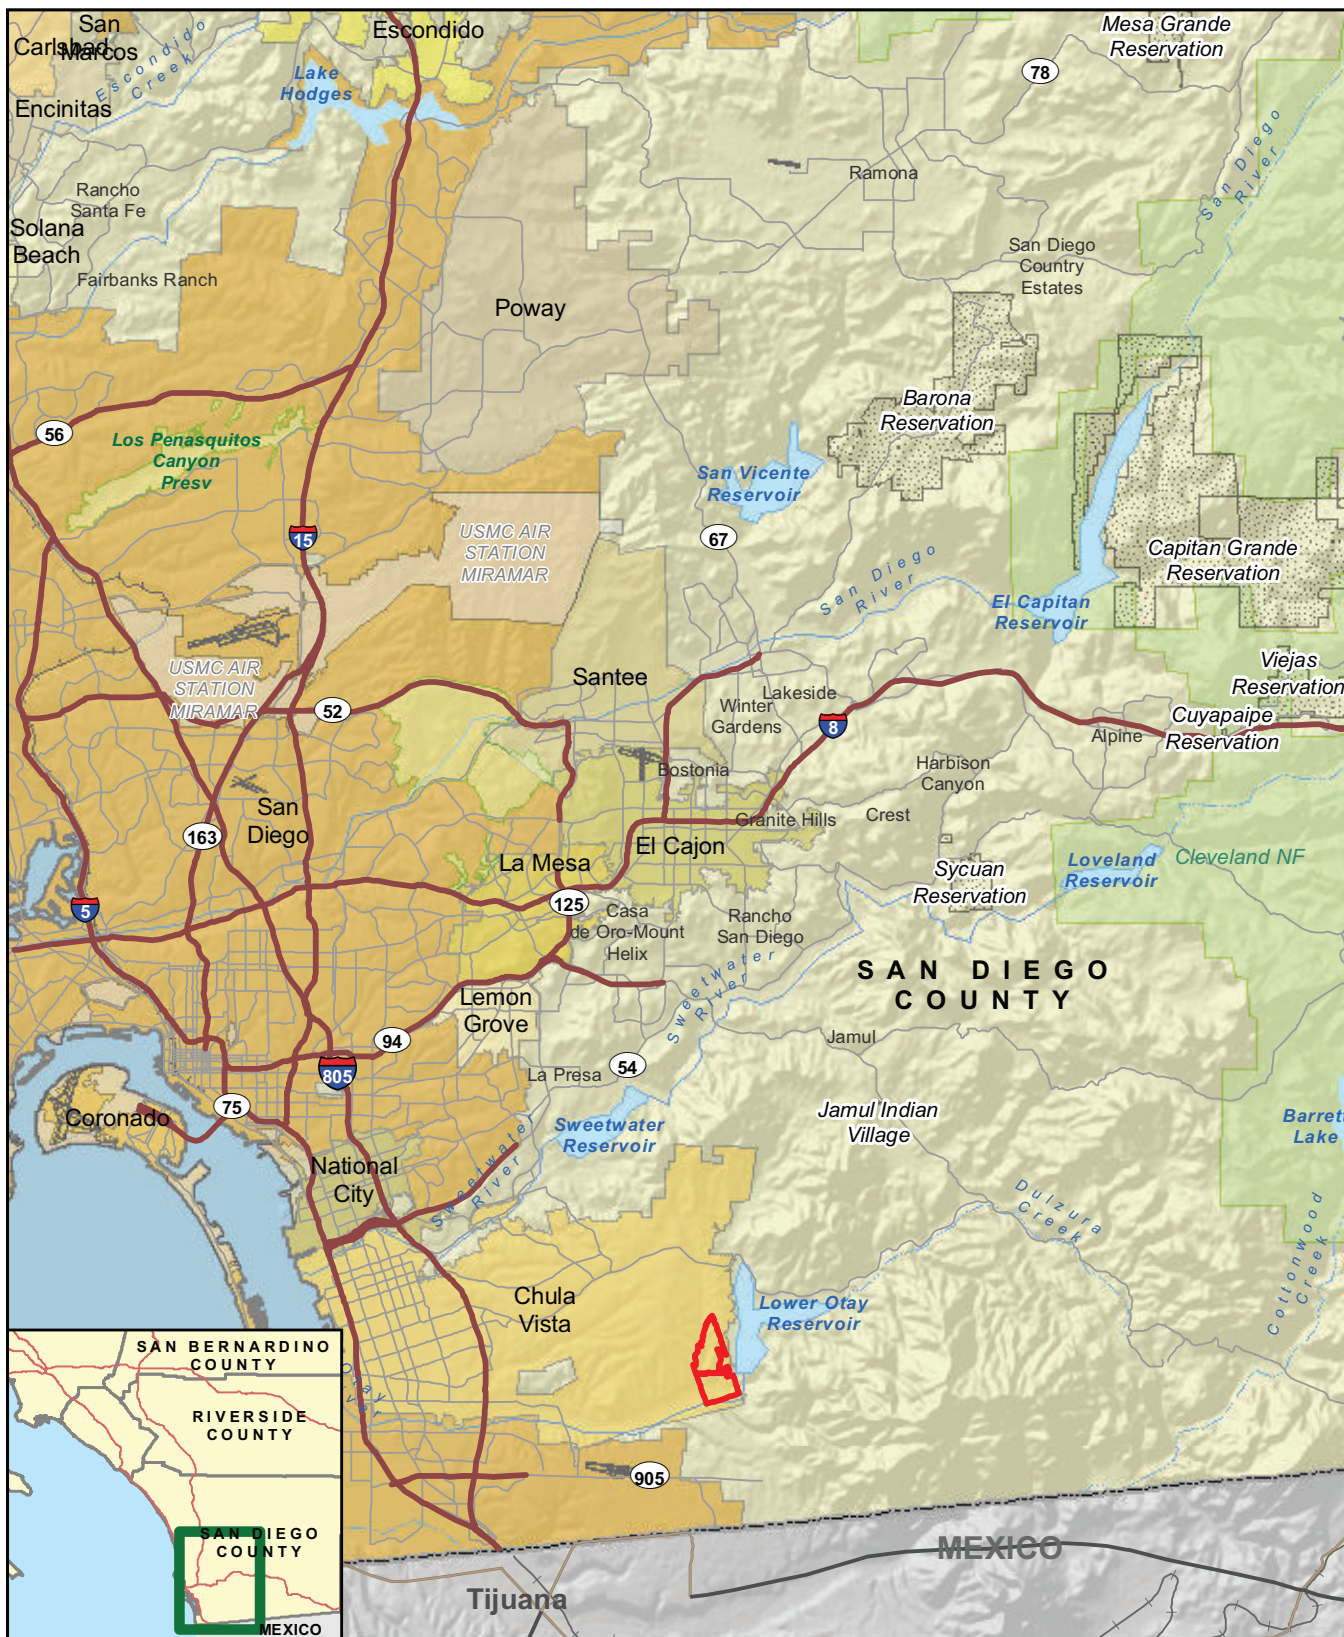 San
Marcos
Carlsbad
Escondido
Creek
Encinitas
Escondido
Lake
Hodges
Mesa Grande
Reservation
78
Ramona
San Diego
River
Rancho
Santa Fe
Solana
Beach
Fairbanks Ranch
San Diego
Country
Estates
Poway
Barona
Reservation
56
Los Penasquitos
Canyon
Presv
San Vicente
Reservoir
15
USMC AIR
STATION
MIRAMAR
67
San Diego
River
Capitan Grande
Reservation
El Capitan
Reservoir
USMC AIR
STATION
MIRAMAR
Santee
Lakeside
Winter
Gardens
Viejas
Reservation
52
8
Cuyapaipe
Reservation
Alpine
Bostonia
Harbison
Canyon
San
Diego
163
Granite Hills
Crest
El Cajon
La Mesa
Sycuan
Reservation
Loveland
Reservoir
Cleveland NF
5
125
Casa
de Oro-Mount
Helix
Rancho
San Diego
Sweetwater
River
SAN DIEGO
COUNTY
Lemon
Grove
94
Jamul
805
54
La Presa
75
Coronado
Sweetwater
Reservoir
Jamul Indian
Village
Barrett
Lake
National
City
Sweetwater
River
Dulzura
Creek
Cottonwood
Creek
Chula
Vista
Lower Otay
Reservoir
Otay
River
905
MEXICO
Tijuana
SAN BERNARDINO
COUNTY
RIVERSIDE
COUNTY
SAN DIEGO
COUNTY
MEXICO